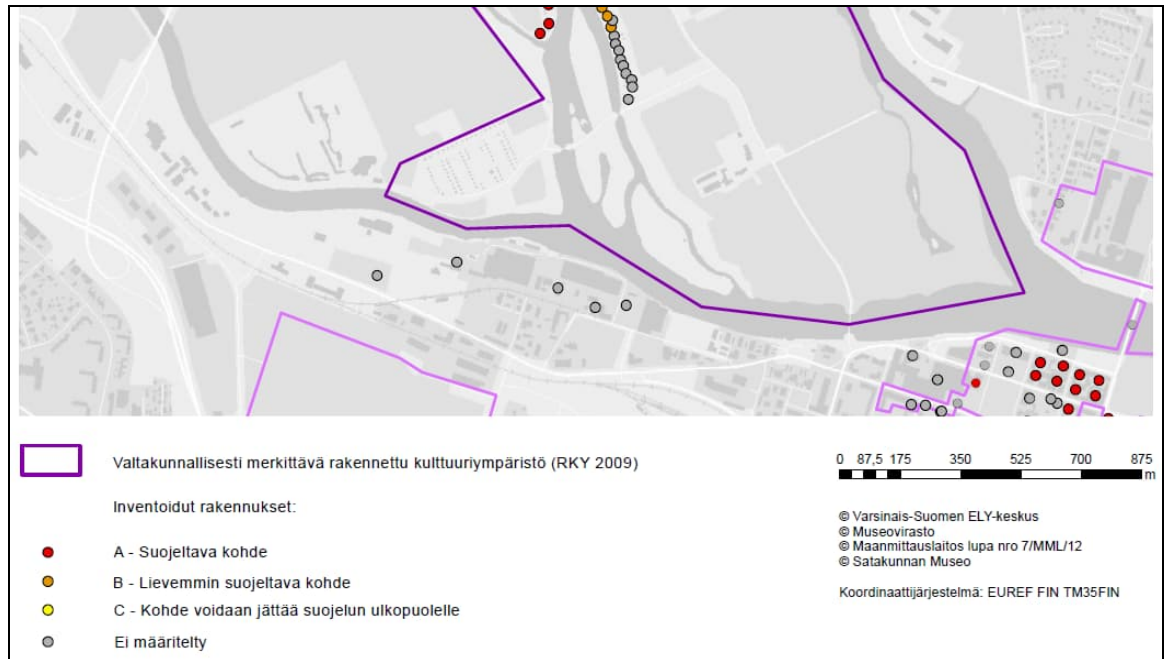 Valtakunnallisesti merkittävä rakennettu kulttuuriympäristö (RKY 2009)
Inventoidut rakennukset:
A - Suojeltava kohde
B - Lievemmin suojeltava kohde
C - Kohde voidaan jättää suojelun ulkopuolelle
Ei määritelty
0 87,5 175 350 525 700 875
m
© Varsinais-Suomen ELY-keskus
© Museovirasto
© Maanmittauslaitos lupa nro 7/MML/12
© Satakunnan Museo
Koordinaattijärjestelmä: EUREF FIN TM35FIN